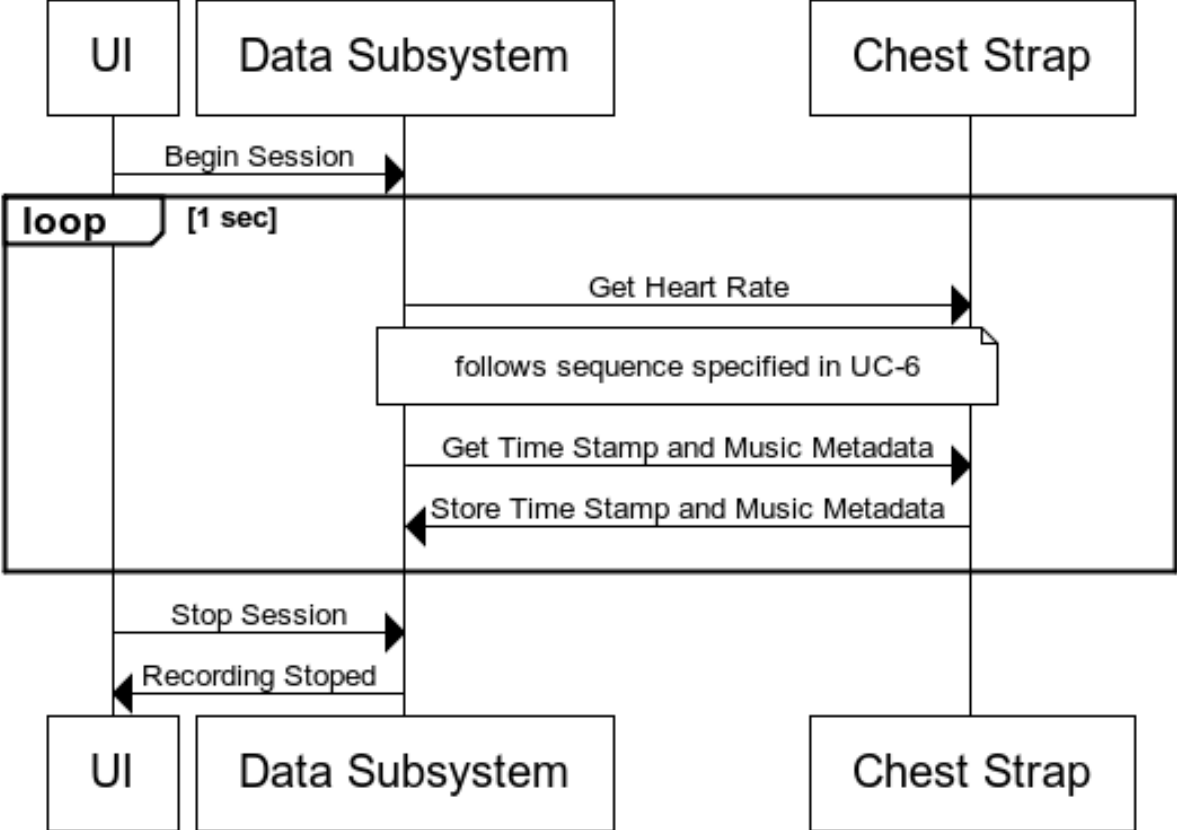 UI
Data Subsystem
Chest Strap
Begin Session
loop
[1 sec]
Get Heart Rate
follows sequence specified in UC-6
Get Time Stamp and Music Metadata
Store Time Stamp and Music Metadata
Stop Session
Recording Stoped
UI
Data Subsystem
Chest Strap